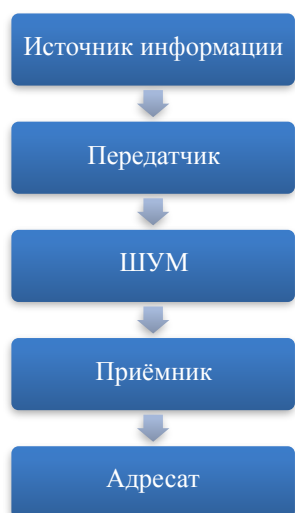 Источник информации
Передатчик
ШУМ
Приёмник
Адресат